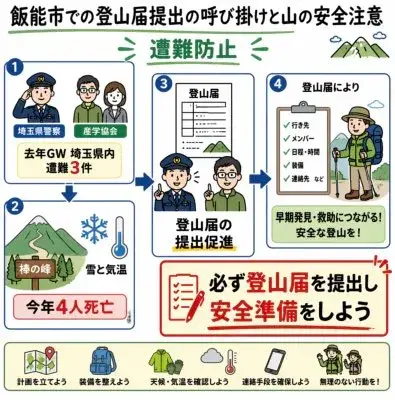 飯能市での登山届提出の呼び掛けと山の安全注意
遭難防止
1
埼玉県警察
産学協会
去年GW 埼玉県内
遭難3件
2
棒の峰
雪と気温
今年4人死亡
3
登山届
登山届の
提出促進
4
登山届により
行き先
メンバー
日程・時間
装備
連絡先 など
早期発見・救助につながる!
安全な登山を!
必ず登山届を提出し
安全準備をしよう
計画を立てよう
装備を整えよう
天候・気温を確認しよう
連絡手段を確保しよう
無理のない行動を!